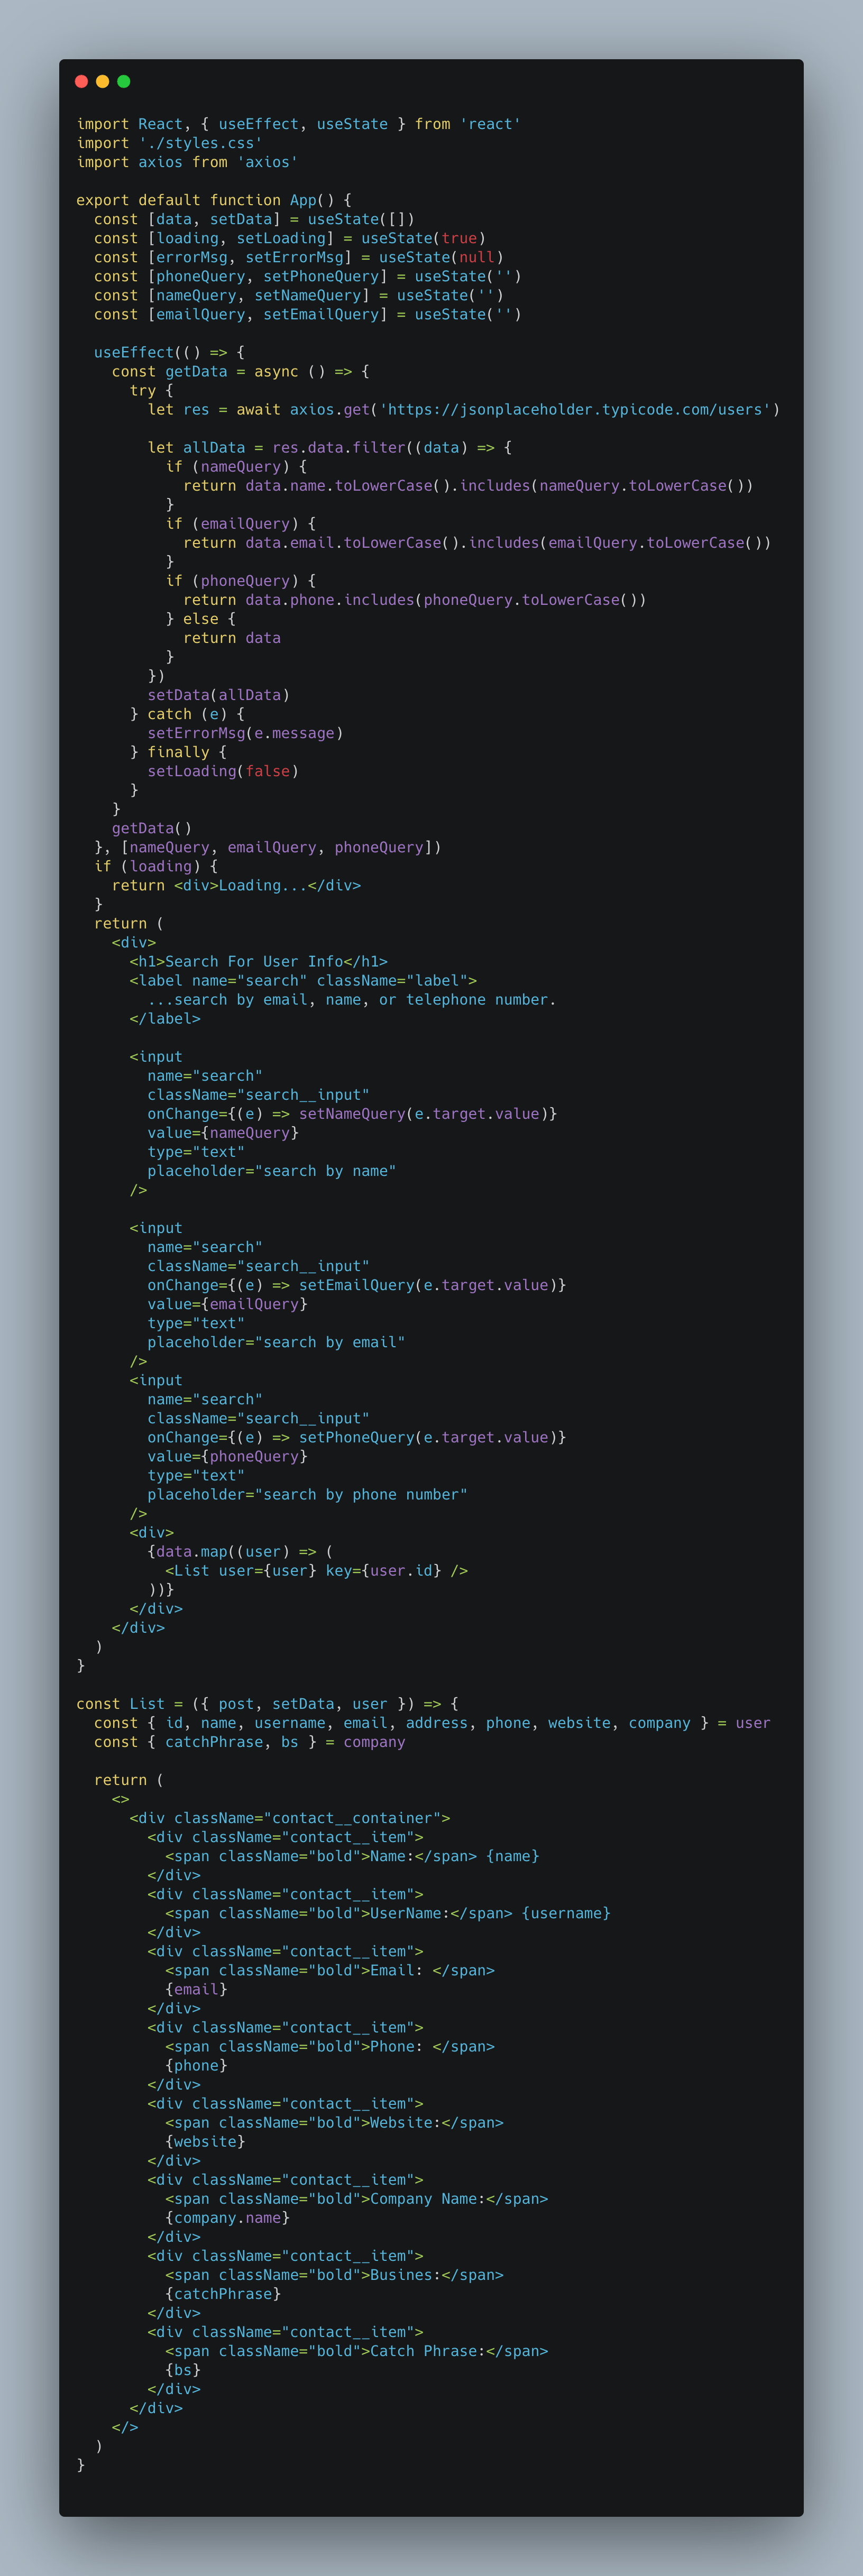 import React, { useEffect, useState } from 'react'
import './styles.css'
import axios from 'axios'

export default function App() {
  const [data, setData] = useState([])
  const [loading, setLoading] = useState(true)
  const [errorMsg, setErrorMsg] = useState(null)
  const [phoneQuery, setPhoneQuery] = useState('')
  const [nameQuery, setNameQuery] = useState('')
  const [emailQuery, setEmailQuery] = useState('')

  useEffect(() => {
    const getData = async () => {
      try {
        let res = await axios.get('https://jsonplaceholder.typicode.com/users')

        let allData = res.data.filter((data) => {
          if (nameQuery) {
            return data.name.toLowerCase().includes(nameQuery.toLowerCase())
          }
          if (emailQuery) {
            return data.email.toLowerCase().includes(emailQuery.toLowerCase())
          }
          if (phoneQuery) {
            return data.phone.includes(phoneQuery.toLowerCase())
          } else {
            return data
          }
        })
        setData(allData)
      } catch (e) {
        setErrorMsg(e.message)
      } finally {
        setLoading(false)
      }
    }
    getData()
  }, [nameQuery, emailQuery, phoneQuery])
  if (loading) {
    return <div>Loading...</div>
  }
  return (
    <div>
      <h1>Search For User Info</h1>
      <label name="search" className="label">
        ...search by email, name, or telephone number.
      </label>

      <input
        name="search"
        className="search__input"
        onChange={(e) => setNameQuery(e.target.value)}
        value={nameQuery}
        type="text"
        placeholder="search by name"
      />

      <input
        name="search"
        className="search__input"
        onChange={(e) => setEmailQuery(e.target.value)}
        value={emailQuery}
        type="text"
        placeholder="search by email"
      />
      <input
        name="search"
        className="search__input"
        onChange={(e) => setPhoneQuery(e.target.value)}
        value={phoneQuery}
        type="text"
        placeholder="search by phone number"
      />
      <div>
        {data.map((user) => (
          <List user={user} key={user.id} />
        ))}
      </div>
    </div>
  )
}

const List = ({ post, setData, user }) => {
  const { id, name, username, email, address, phone, website, company } = user
  const { catchPhrase, bs } = company

  return (
    <>
      <div className="contact__container">
        <div className="contact__item">
          <span className="bold">Name:</span> {name}
        </div>
        <div className="contact__item">
          <span className="bold">UserName:</span> {username}
        </div>
        <div className="contact__item">
          <span className="bold">Email: </span>
          {email}
        </div>
        <div className="contact__item">
          <span className="bold">Phone: </span>
          {phone}
        </div>
        <div className="contact__item">
          <span className="bold">Website:</span>
          {website}
        </div>
        <div className="contact__item">
          <span className="bold">Company Name:</span>
          {company.name}
        </div>
        <div className="contact__item">
          <span className="bold">Busines:</span>
          {catchPhrase}
        </div>
        <div className="contact__item">
          <span className="bold">Catch Phrase:</span>
          {bs}
        </div>
      </div>
    </>
  )
}